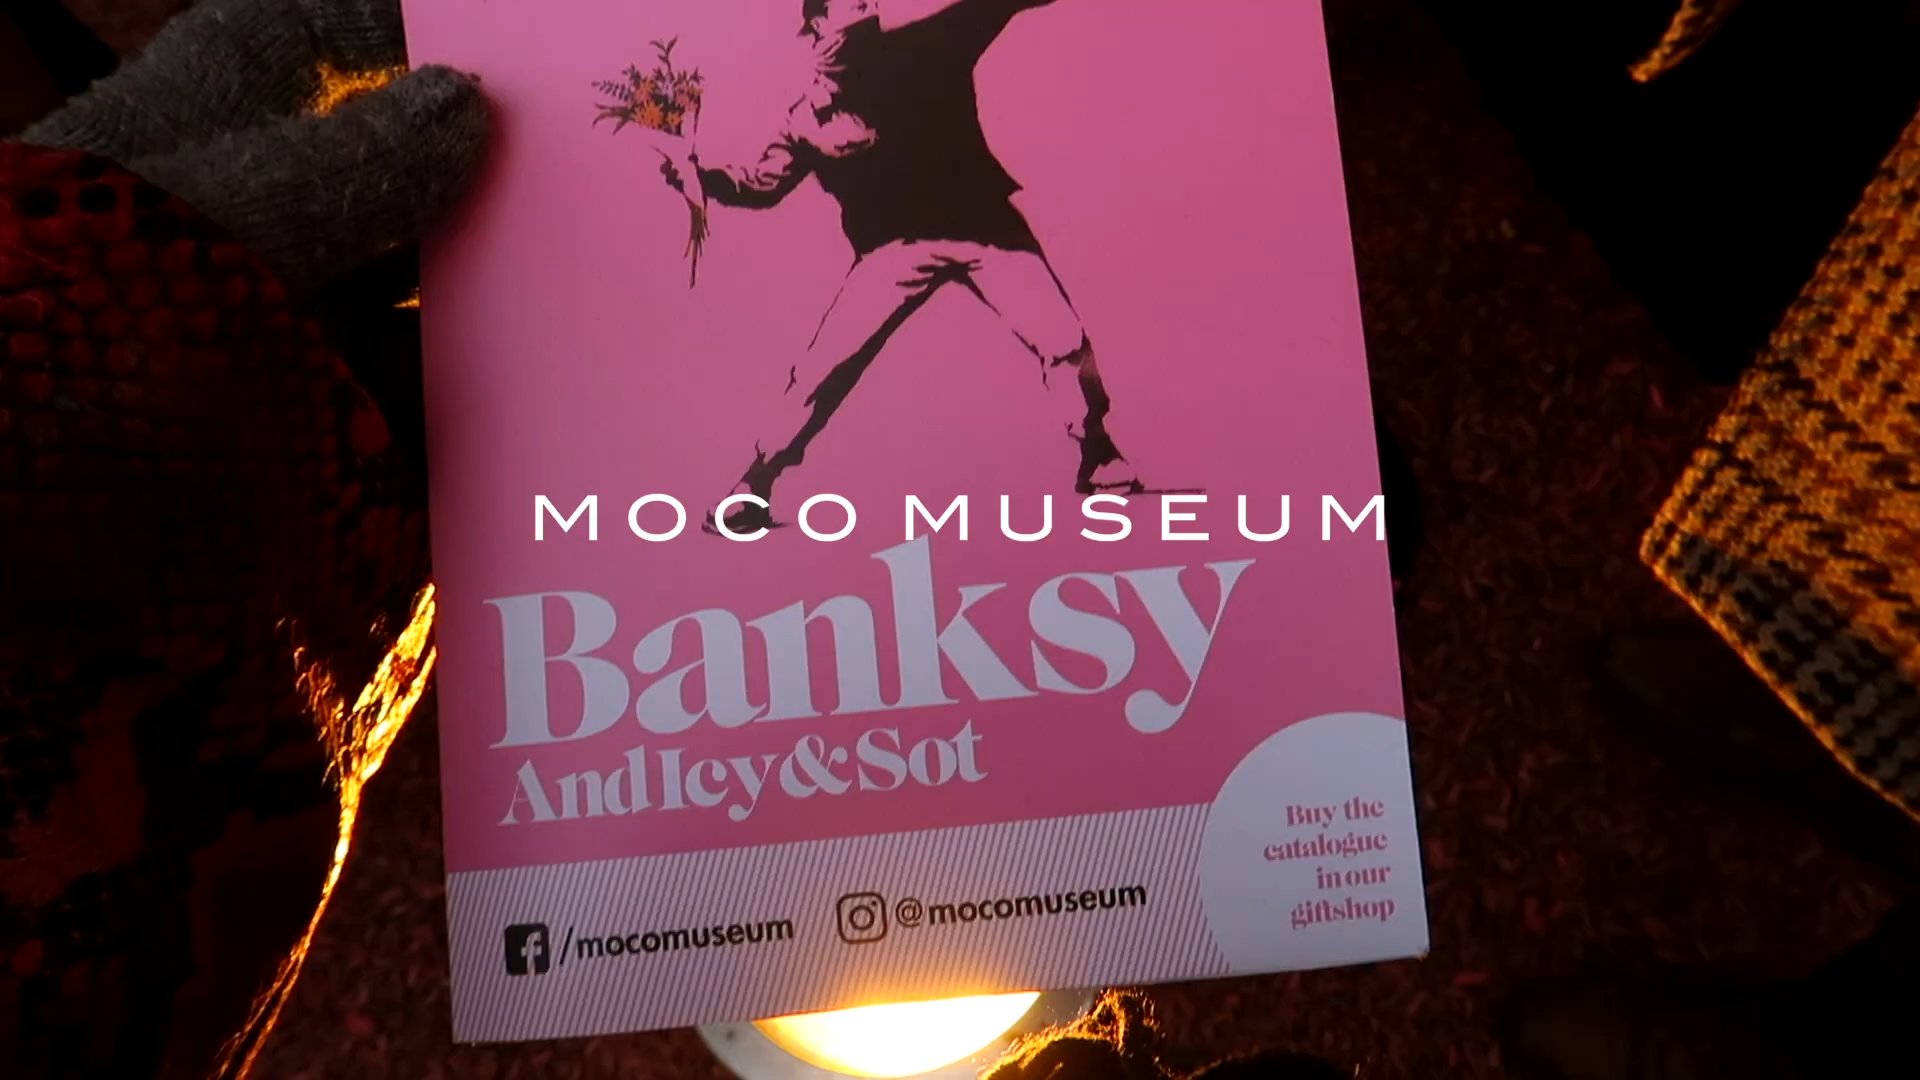 MOCO MUSEUM
Banksy
And Icy & Sot
Buy the
catalogue
in our
giftshop
/mocomuseum
@mocomuseum